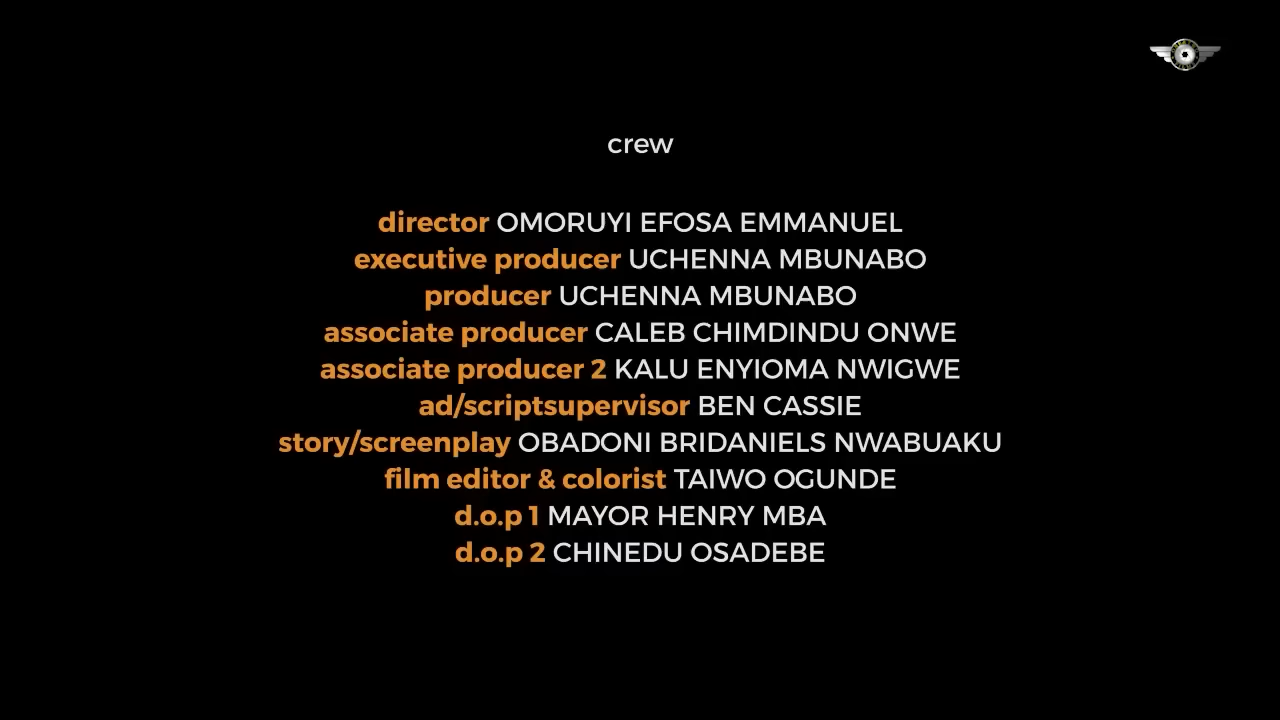 crew
director OMORUYI EFOSA EMMANUEL
executive producer UCHENNA MBUNABO
producer UCHENNA MBUNABO
associate producer CALEB CHIMDINDU ONWE
associate producer 2 KALU ENYIOMA NWIGWE
ad/scriptsupervisor BEN CASSIE
story/screenplay OBADONI BRIDANIELS NWABUAKU
film editor & colorist TAIWO OGUNDE
d.o.p 1 MAYOR HENRY MBA
d.o.p 2 CHINEDU OSADEBE